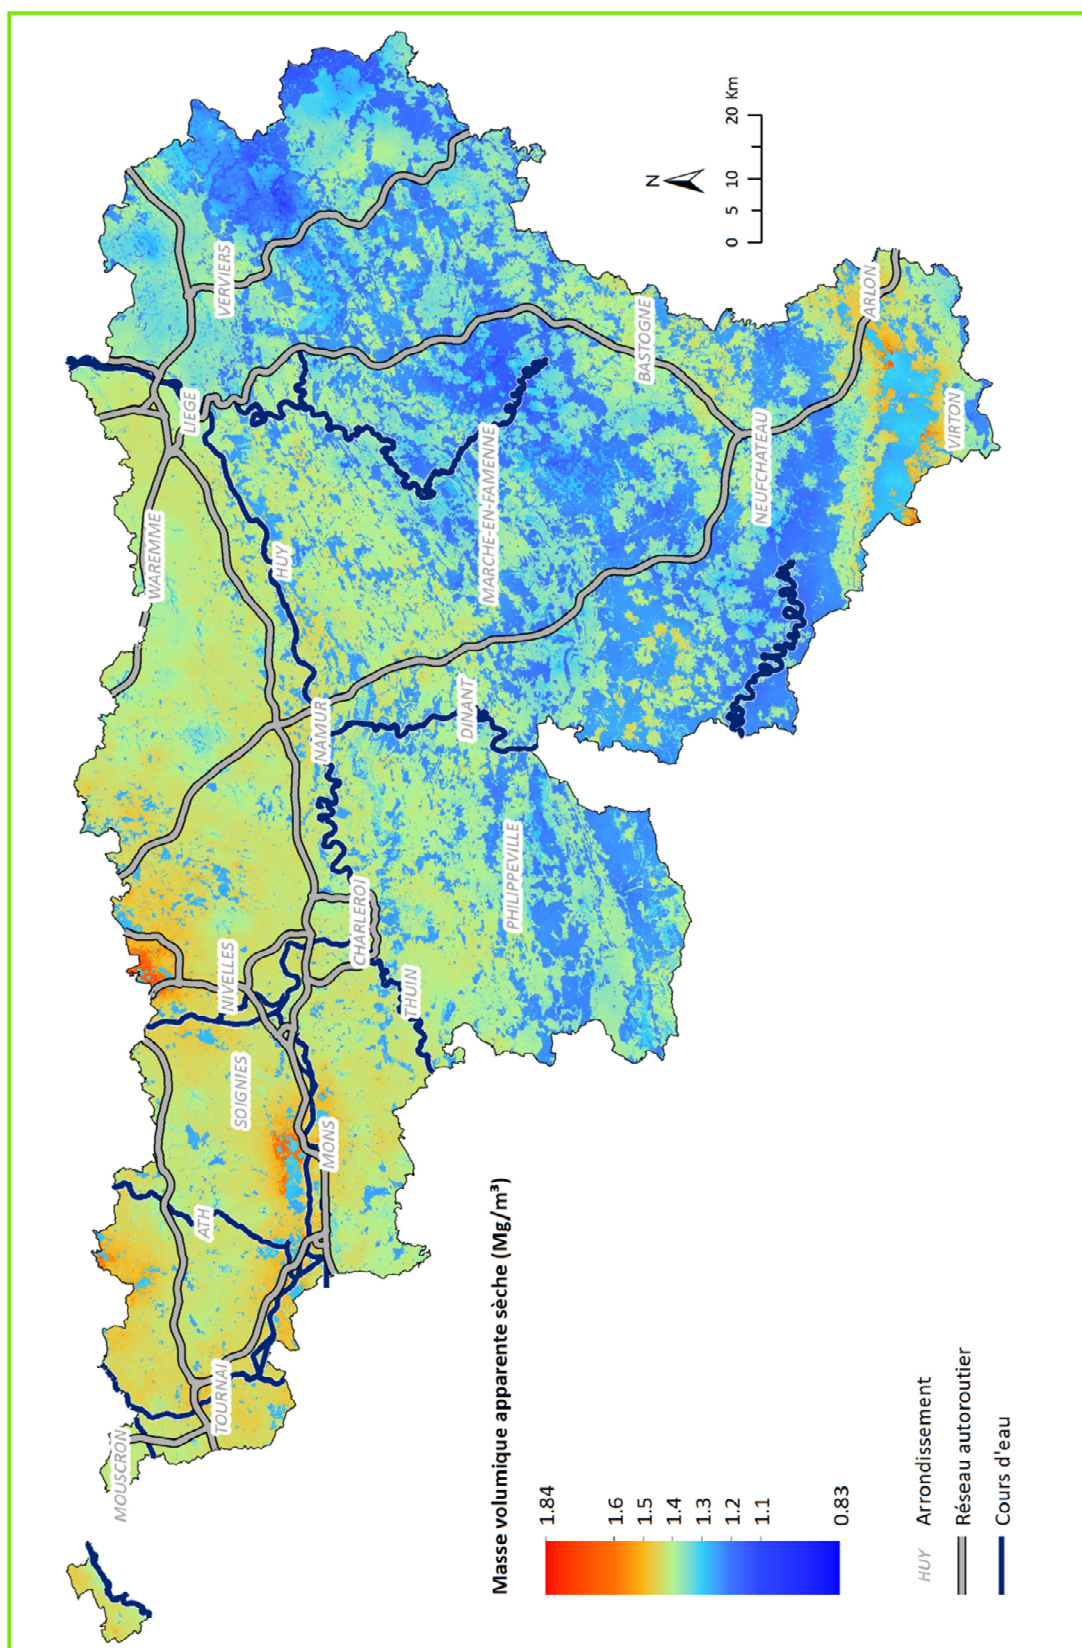 MOUSCRON
TOURNAI
ATH
SOIGNIES
MONS
NIVELLES
CHARLEROI
THUIN
NAMUR
DINANT
PHILIPPEVILLE
WAREMME
HUY
LIEGE
VERVIERS
MARCHE-EN-FAMENNE
BASTOGNE
NEUFCHATEAU
ARLON
VIRTON
N
0 5 10 20 Km
Masse volumique apparente sèche (Mg/m³)
1.84
1.6
1.5
1.4
1.3
1.2
1.1
0.83
HUY Arrondissement
Réseau autoroutier
Cours d'eau